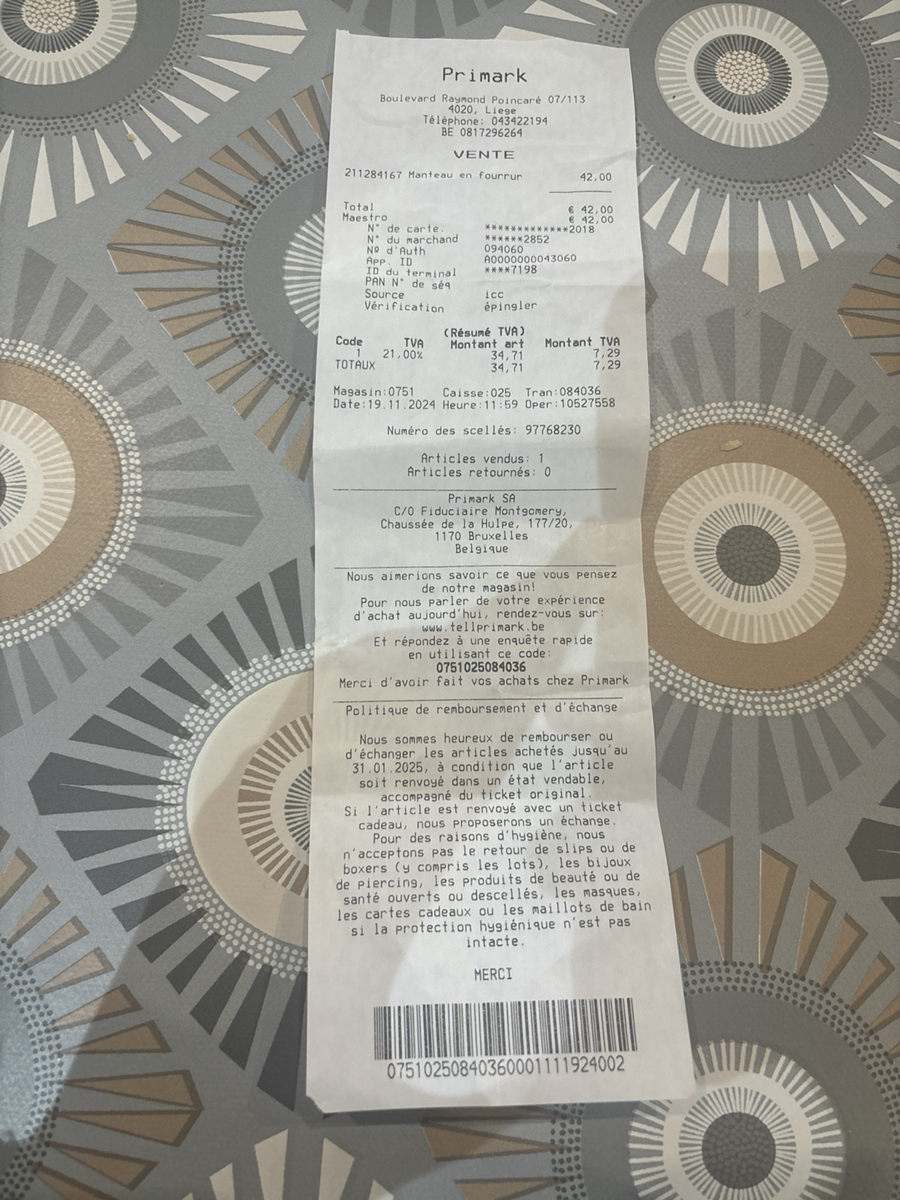 Primark
Boulevard Raymond Poincaré 07/113
4020, Liege
Téléphone: 043422194
BE 0817296264
VENTE
211284167 Manteau en fourrur 42,00
Total € 42,00
Maestro € 42,00
N° de carte. *************2018
N° du marchand ******2852
Nº d'Auth 094060
App. ID A0000000043060
ID du terminal ****7198
PAN N° de séq
Source icc
Vérification épingler
(Résumé TVA)
Code TVA Montant art Montant TVA
1 21,00% 34,71 7,29
TOTAUX 34,71 7,29
Magasin:0751 Caisse:025 Tran:084036
Date:19.11.2024 Heure:11:59 Oper:10527558
Numéro des scellés: 97768230
Articles vendus: 1
Articles retournés: 0
Primark SA
C/O Fiduciaire Montgomery,
Chaussée de la Hulpe, 177/20,
1170 Bruxelles
Belgique
Nous aimerions savoir ce que vous pensez
de notre magasin!
Pour nous parler de votre expérience
d'achat aujourd'hui, rendez-vous sur:
www.tellprimark.be
Et répondez à une enquête rapide
en utilisant ce code:
0751025084036
Merci d'avoir fait vos achats chez Primark
Politique de remboursement et d'échange
Nous sommes heureux de rembourser ou
d'échanger les articles achetés jusqu'au
31.01.2025, à condition que l'article
soit renvoyé dans un état vendable,
accompagné du ticket original.
Si l'article est renvoyé avec un ticket
cadeau, nous proposerons un échange.
Pour des raisons d'hygiène, nous
n'acceptons pas le retour de slips ou de
boxers (y compris les lots), les bijoux
de piercing, les produits de beauté ou de
santé ouverts ou descellés, les masques,
les cartes cadeaux ou les maillots de bain
si la protection hygiénique n'est pas
intacte.
MERCI
07510250840360001111924002